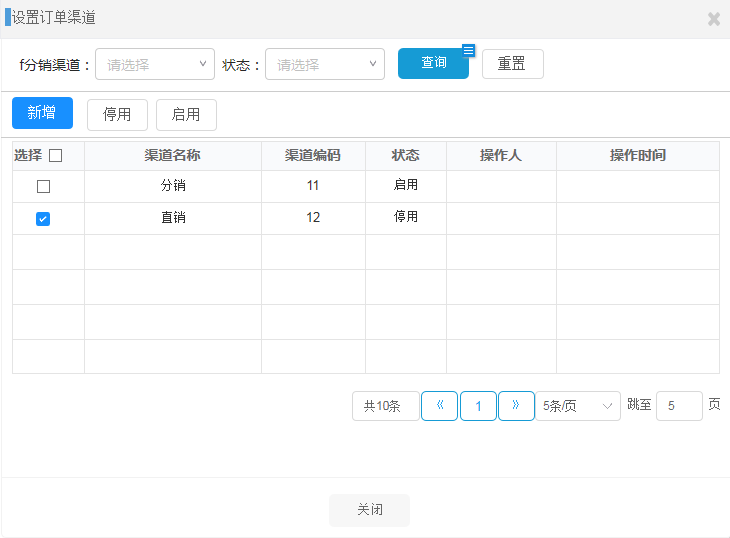 设置订单渠道
f分销渠道： 请选择 状态： 请选择 查询 重置
新增 停用 启用
选择 渠道名称 渠道编码 状态 操作人 操作时间
分销 11 启用
直销 12 停用
共10条 《 1 》 5条/页 跳至 5 页
关闭